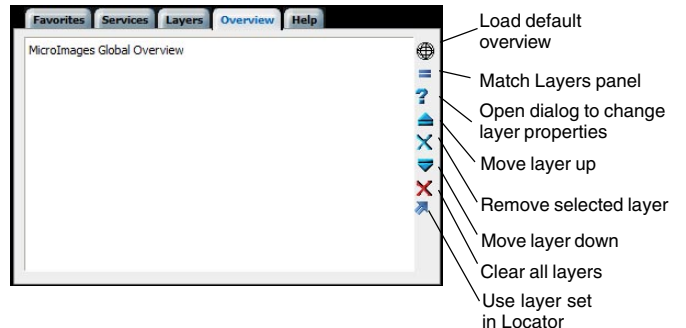 Favorites Services Layers Overview Help
MicroImages Global Overview
?
Load default
overview
Match Layers panel
Open dialog to change
layer properties
Move layer up
Remove selected layer
Move layer down
Clear all layers
Use layer set
in Locator